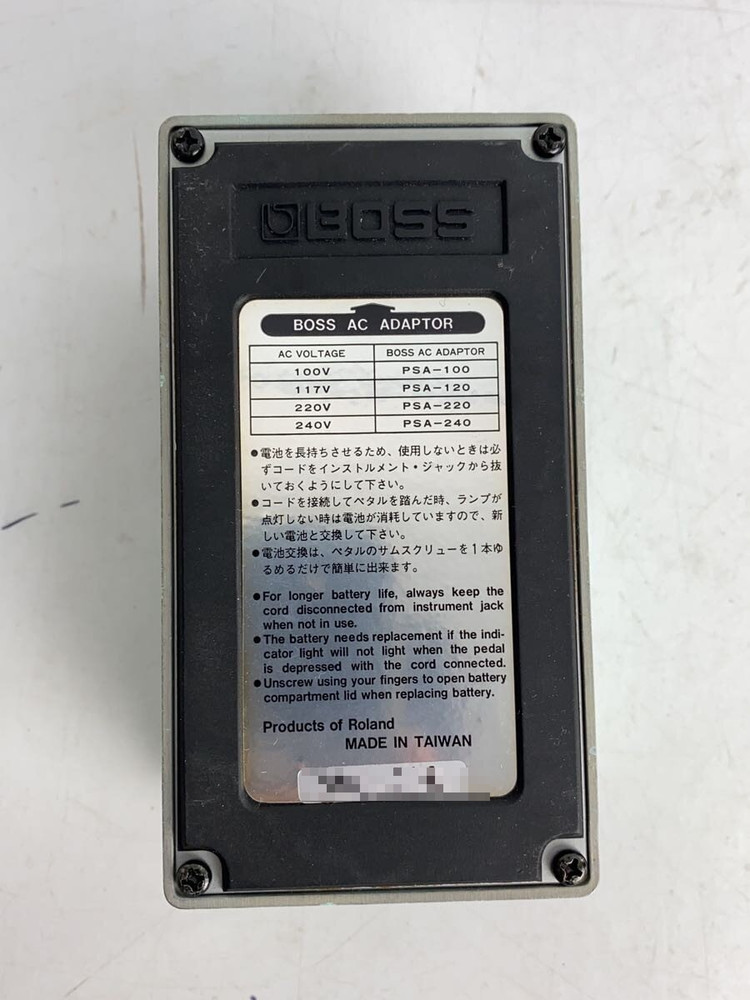 BOSS
BOSS AC ADAPTOR
AC VOLTAGE BOSS AC ADAPTOR
100V PSA-100
117V PSA-120
220V PSA-220
240V PSA-240
●電池を長持ちさせるため、使用しないときは必
ずコードをインストルメント・ジャックから抜
いておくようにして下さい。
●コードを接続してペタルを踏んだ時、ランプが
点灯しない時は電池が消耗していますので、新
しい電池と交換して下さい。
●電池交換は、ペタルのサムスクリューを1本ゆ
るめるだけで簡単に出来ます。
●For longer battery life, always keep the
cord disconnected from instrument jack
when not in use.
●The battery needs replacement if the indi-
cator light will not light when the pedal
is depressed with the cord connected.
●Unscrew using your fingers to open battery
compartment lid when replacing battery.
Products of Roland
MADE IN TAIWAN